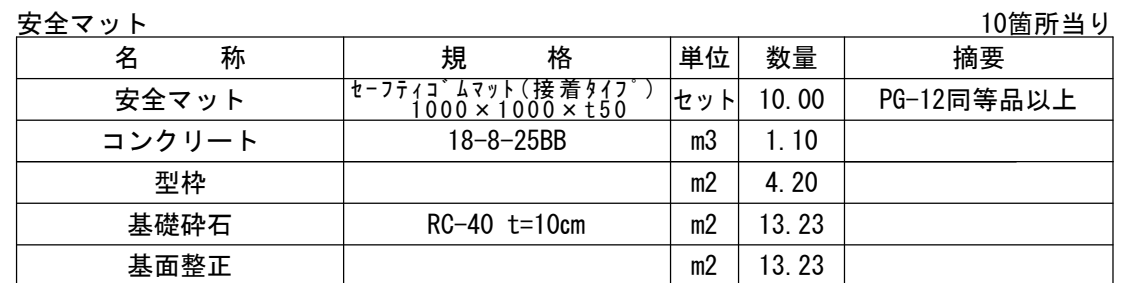 安全マット 10箇所当り
名 称 規 格 単位 数量 摘要
安全マット ｾｰﾌﾃｨｺﾞﾑﾏｯﾄ(接着ﾀｲﾌﾟ) 1000×1000×t50 セット 10.00 PG-12同等品以上
コンクリート 18-8-25BB m3 1.10
型枠 m2 4.20
基礎砕石 RC-40 t=10cm m2 13.23
基面整正 m2 13.23